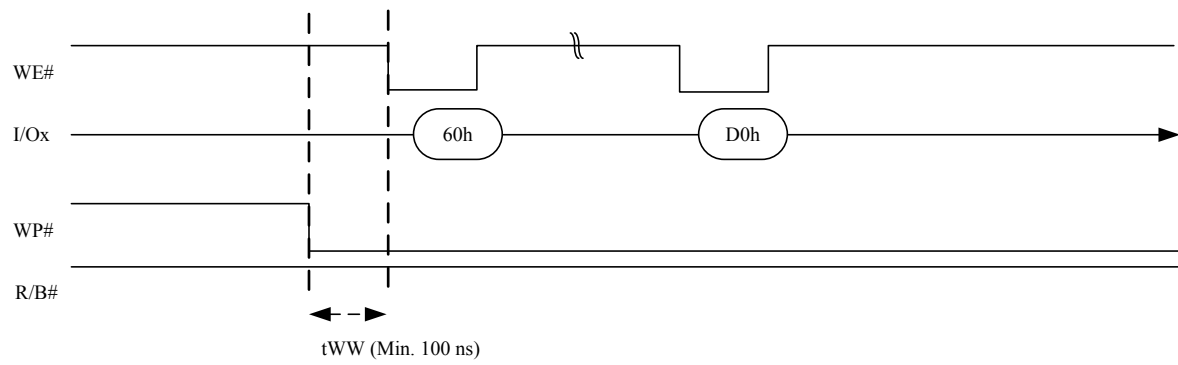 WE#
I/Ox
60h
D0h
WP#
R/B#
tWW (Min. 100 ns)